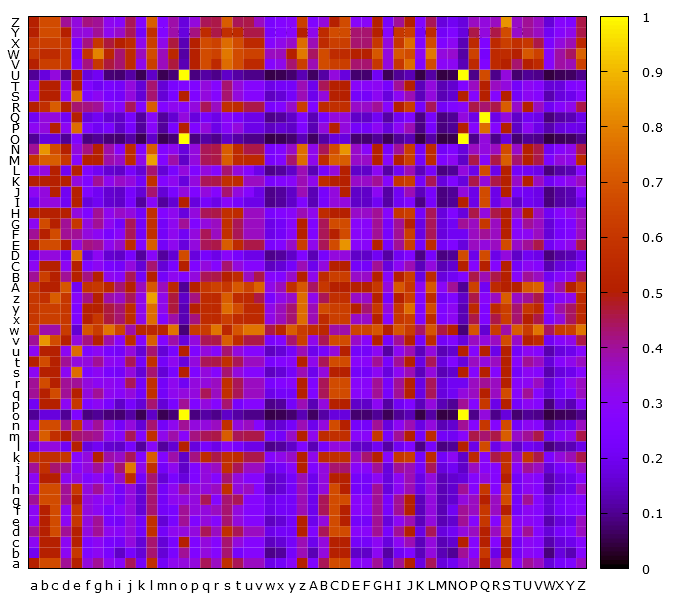 Z
Y
X
W
V
U
T
S
R
Q
P
O
N
M
L
K
J
I
H
G
F
E
D
C
B
A
z
y
x
w
v
u
t
s
r
q
p
o
n
m
l
k
j
i
h
g
f
e
d
c
b
a
a b c d e f g h i j k l m n o p q r s t u v w x y z A B C D E F G H I J K L M N O P Q R S T U V W X Y Z
1
0.9
0.8
0.7
0.6
0.5
0.4
0.3
0.2
0.1
0